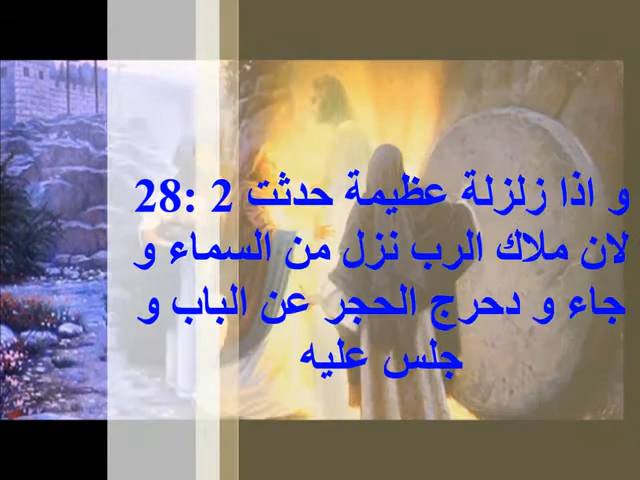 و اذا زلزلة عظيمة حدثت 2 :28
لان ملاك الرب نزل من السماء و
جاء و دحرج الحجر عن الباب و
جلس عليه